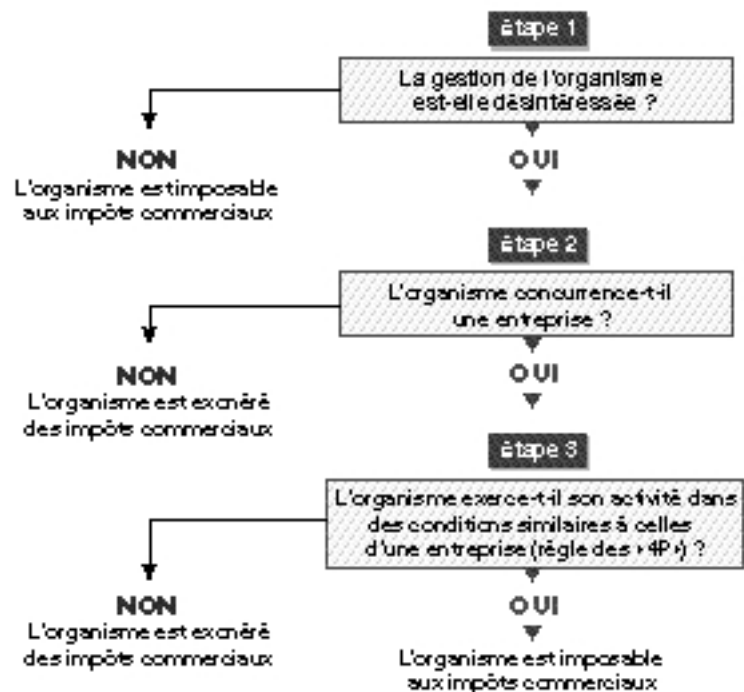 étape 1
La gestion de l'organisme
est-elle désintéressée ?
NON
L'organisme est imposable
aux impôts commerciaux
OUI
étape 2
L'organisme concurrence-t-il
une entreprise ?
NON
L'organisme est exonéré
des impôts commerciaux
OUI
étape 3
L'organisme exerce-t-il son activité dans
des conditions similaires à celles
d'une entreprise (règle des «4P») ?
NON
L'organisme est exonéré
des impôts commerciaux
OUI
L'organisme est imposable
aux impôts commerciaux